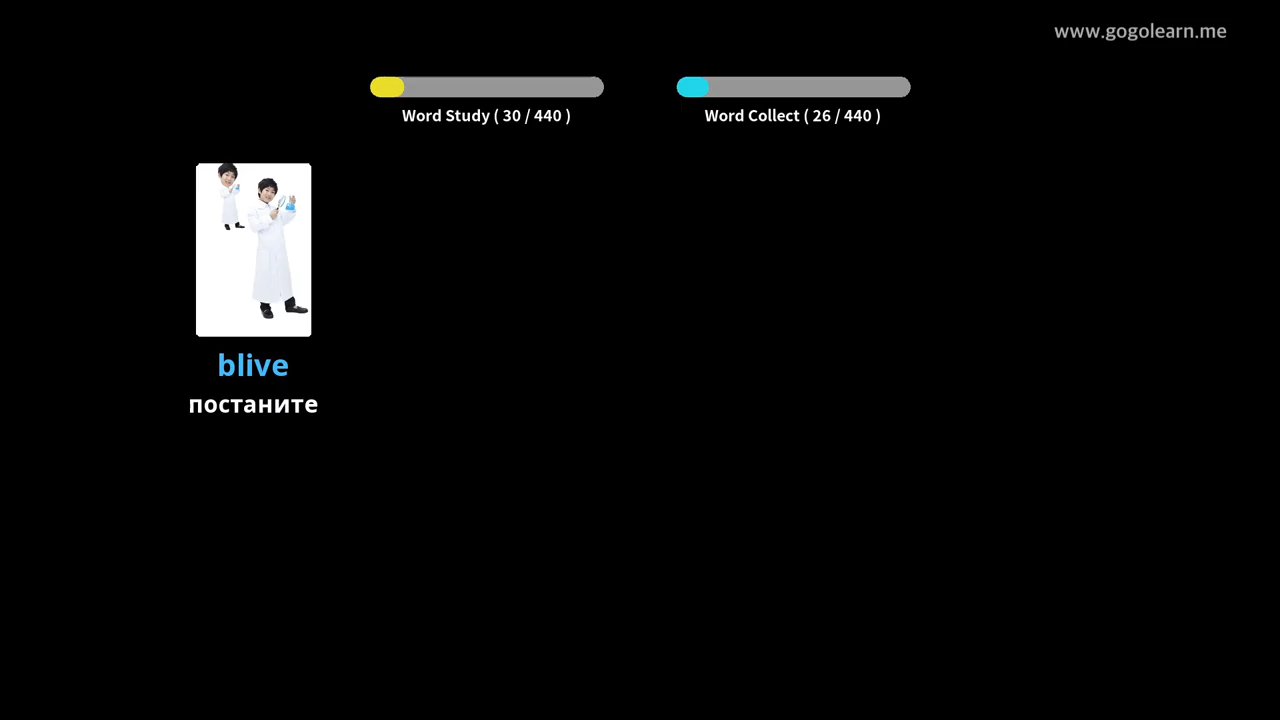 www.gogolearn.me
Word Study ( 30 / 440 )
Word Collect ( 26 / 440 )
blive
постаните